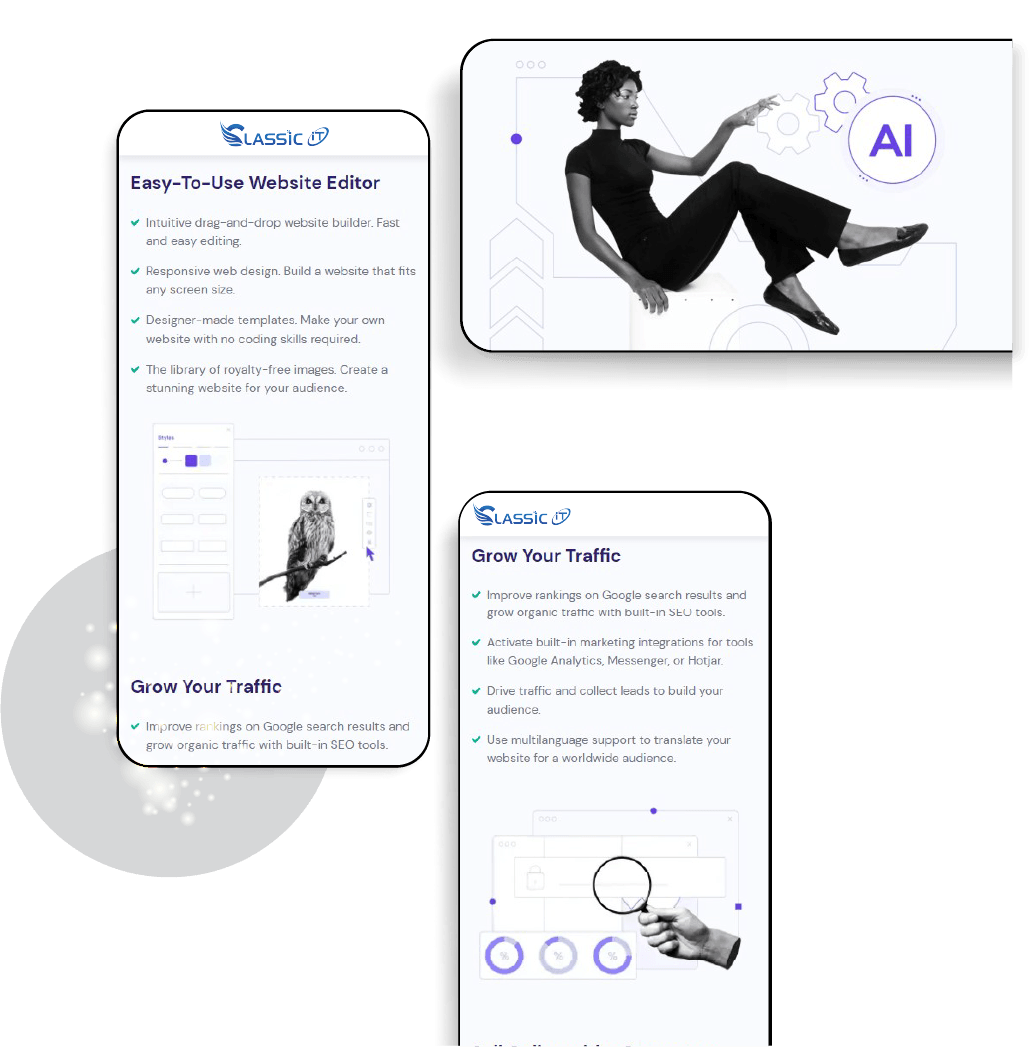 CLASSIC iT
Easy-To-Use Website Editor
Intuitive drag-and-drop website builder. Fast
and easy editing.
Responsive web design. Build a website that fits
any screen size.
Designer-made templates. Make your own
website with no coding skills required.
The library of royalty-free images. Create a
stunning website for your audience.
Styles
Grow Your Traffic
Improve rankings on Google search results and
grow organic traffic with built-in SEO tools.
AI
CLASSIC iT
Grow Your Traffic
Improve rankings on Google search results and
grow organic traffic with built-in SEO tools.
Activate built-in marketing integrations for tools
like Google Analytics, Messenger, or Hotjar.
Drive traffic and collect leads to build your
audience.
Use multilanguage support to translate your
website for a worldwide audience.
% % %